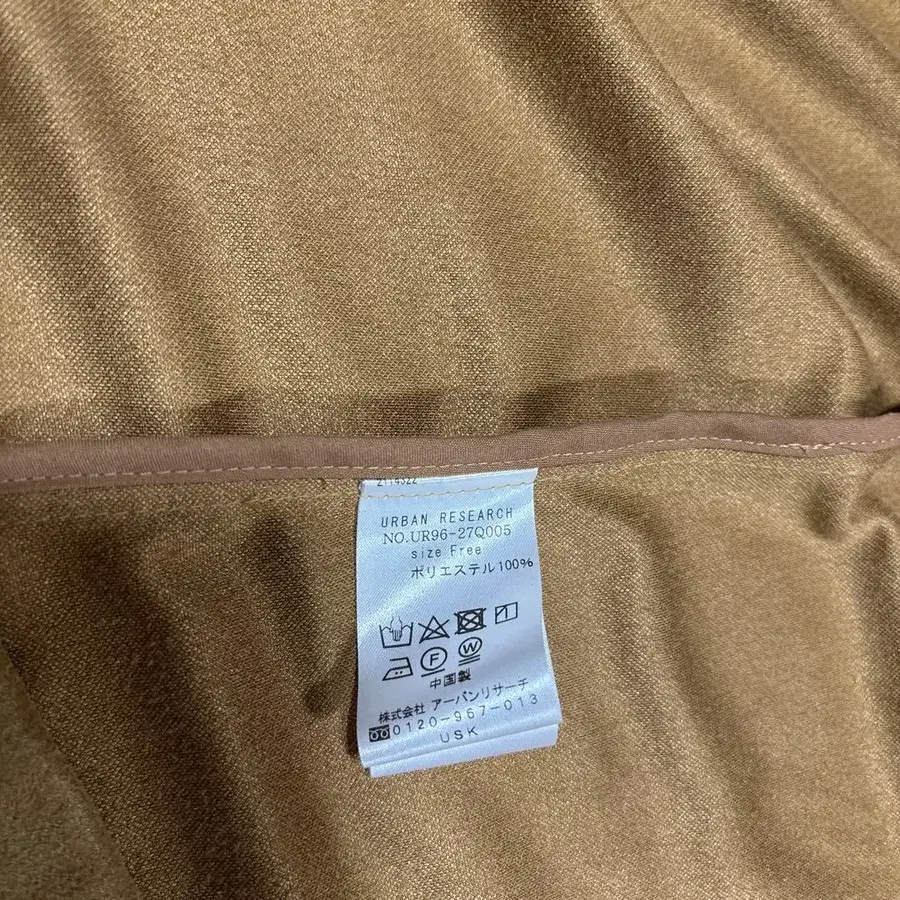 2114322
URBAN RESEARCH
NO.UR96-27Q005
size Free
ポリエステル100%
F W
中国製
株式会社 アーバンリサーチ
0120-967-013
USK